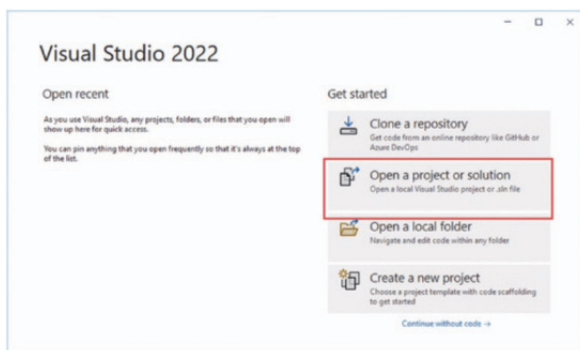 Visual Studio 2022
Open recent
As you use Visual Studio, any projects, folders, or files that you open will
show up here for quick access.
You can pin anything that you open frequently so that it's always at the top
of the list.
Get started
Clone a repository
Get code from an online repository like GitHub or
Azure DevOps
Open a project or solution
Open a local Visual Studio project or .sln file
Open a local folder
Navigate and edit code within any folder
Create a new project
Choose a project template with code scaffolding
to get started
Continue without code →